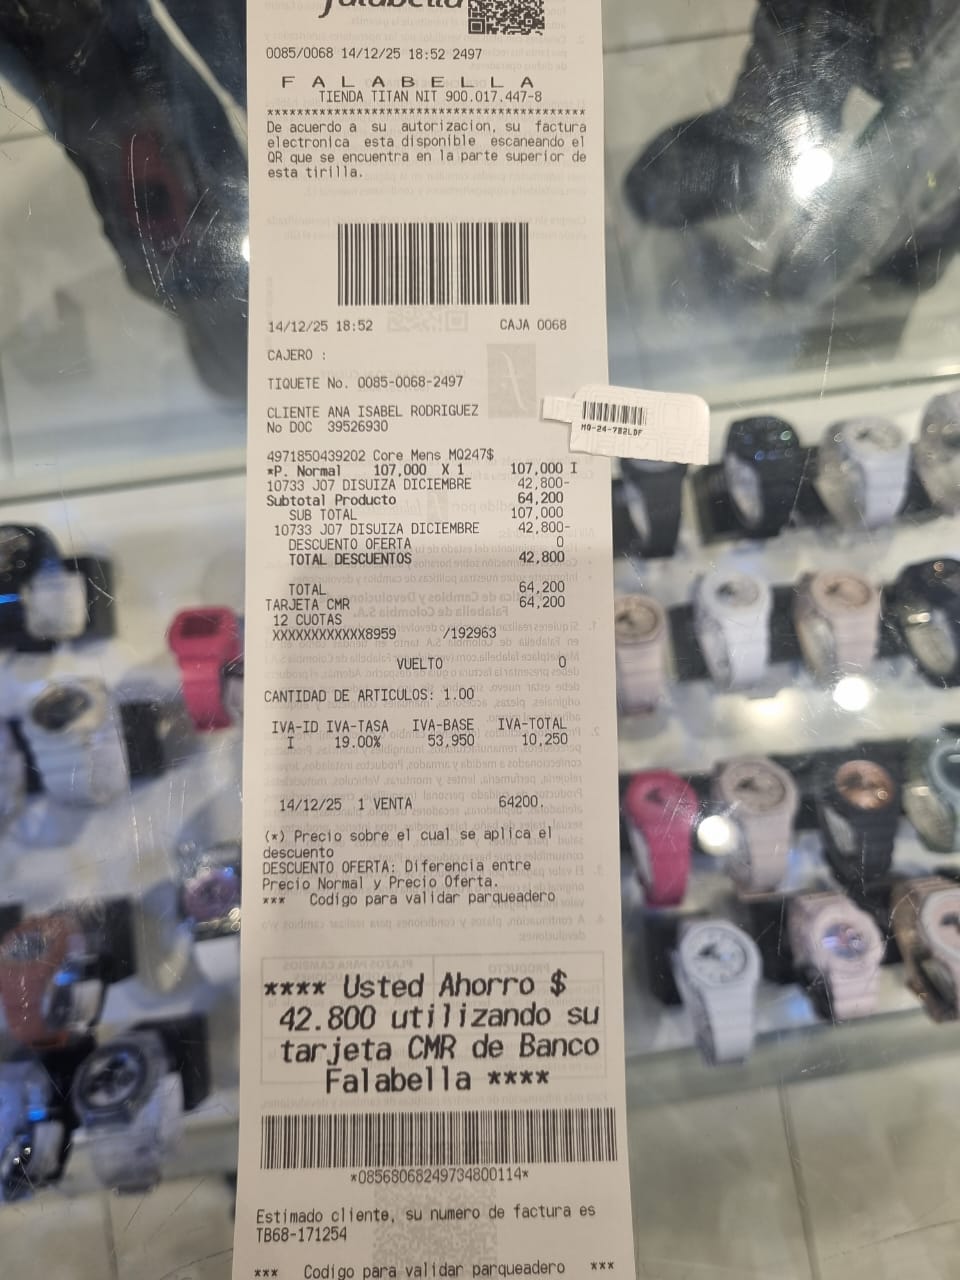 falabella
0085/0068 14/12/25 18:52 2497
F A L A B E L L A
TIENDA TITAN NIT 900.017.447-8
****************************************
De acuerdo a su autorizacion, su factura
electronica esta disponible escaneando el
QR que se encuentra en la parte superior de
esta tirilla.
14/12/25 18:52 CAJA 0068
CAJERO :
TIQUETE No. 0085-0068-2497
CLIENTE ANA ISABEL RODRIGUEZ
No DOC 39526930
4971850439202 Core Mens MQ247$
*P. Normal 107,000 X 1 107,000 I
10733 J07 DISUIZA DICIEMBRE 42,800-
Subtotal Producto 64,200
SUB TOTAL 107,000
10733 J07 DISUIZA DICIEMBRE 42,800-
DESCUENTO OFERTA 0
TOTAL DESCUENTOS 42,800
TOTAL 64,200
TARJETA CMR 64,200
12 CUOTAS
XXXXXXXXXXXX8959 /192963
VUELTO 0
CANTIDAD DE ARTICULOS: 1.00
IVA-ID IVA-TASA IVA-BASE IVA-TOTAL
I 19.00% 53,950 10,250
14/12/25 1 VENTA 64200.
(*) Precio sobre el cual se aplica el
descuento
DESCUENTO OFERTA: Diferencia entre
Precio Normal y Precio Oferta.
*** Codigo para validar parqueadero
**** Usted Ahorro $
42.800 utilizando su
tarjeta CMR de Banco
Falabella ****
*08568068249734800114*
Estimado cliente, su numero de factura es
TB68-171254
*** Codigo para validar parqueadero ***
MQ-24-7B2LDF